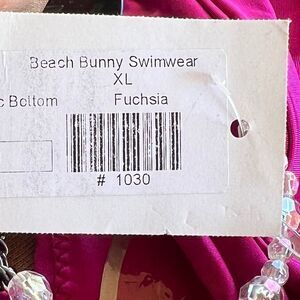 Beach Bunny Swimwear
XL
c Bottom Fuchsia
# 1030